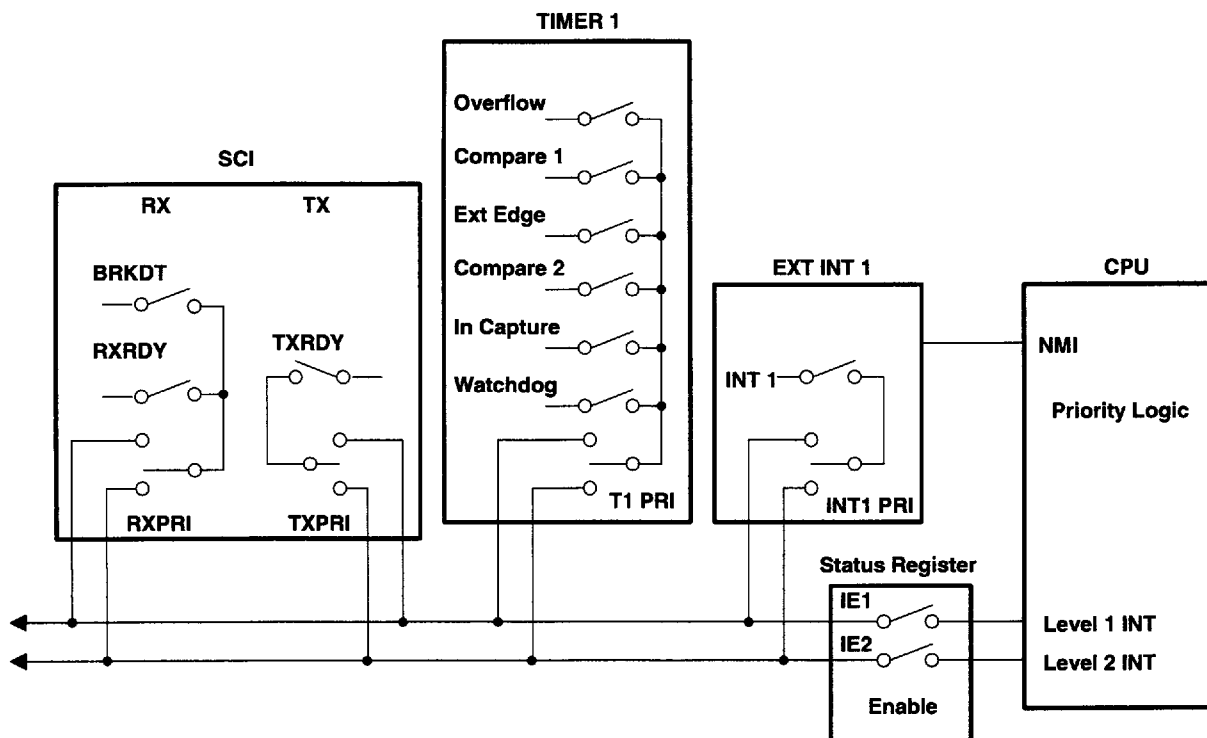 TIMER 1
Overflow
Compare 1
Ext Edge
Compare 2
In Capture
Watchdog
T1 PRI
SCI
RX TX
BRKDT
RXRDY
TXRDY
RXPRI TXPRI
EXT INT 1
INT 1
INT1 PRI
CPU
NMI
Priority Logic
Level 1 INT
Level 2 INT
Status Register
IE1
IE2
Enable